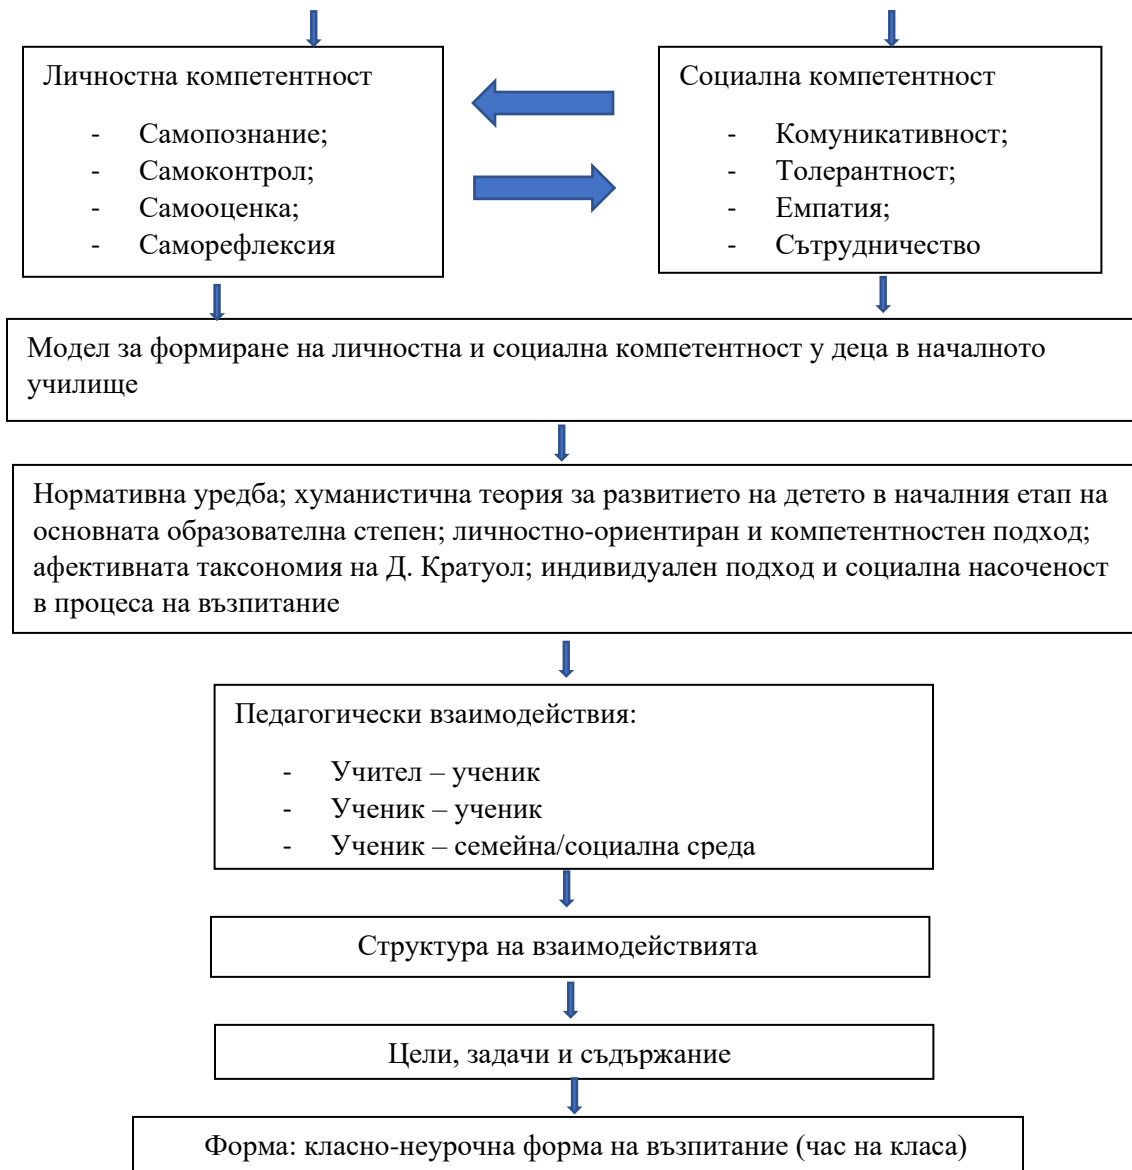 Личностна компетентност
- Самопознание;
- Самоконтрол;
- Самооценка;
- Саморефлексия
Социална компетентност
- Комуникативност;
- Толерантност;
- Емпатия;
- Сътрудничество
Модел за формиране на личностна и социална компетентност у деца в началното
училище
Нормативна уредба; хуманистична теория за развитието на детето в началния етап на
основната образователна степен; личностно-ориентиран и компетентностен подход;
афективната таксономия на Д. Кратуол; индивидуален подход и социална насоченост
в процеса на възпитание
Педагогически взаимодействия:
- Учител – ученик
- Ученик – ученик
- Ученик – семейна/социална среда
Структура на взаимодействията
Цели, задачи и съдържание
Форма: класно-неурочна форма на възпитание (час на класа)